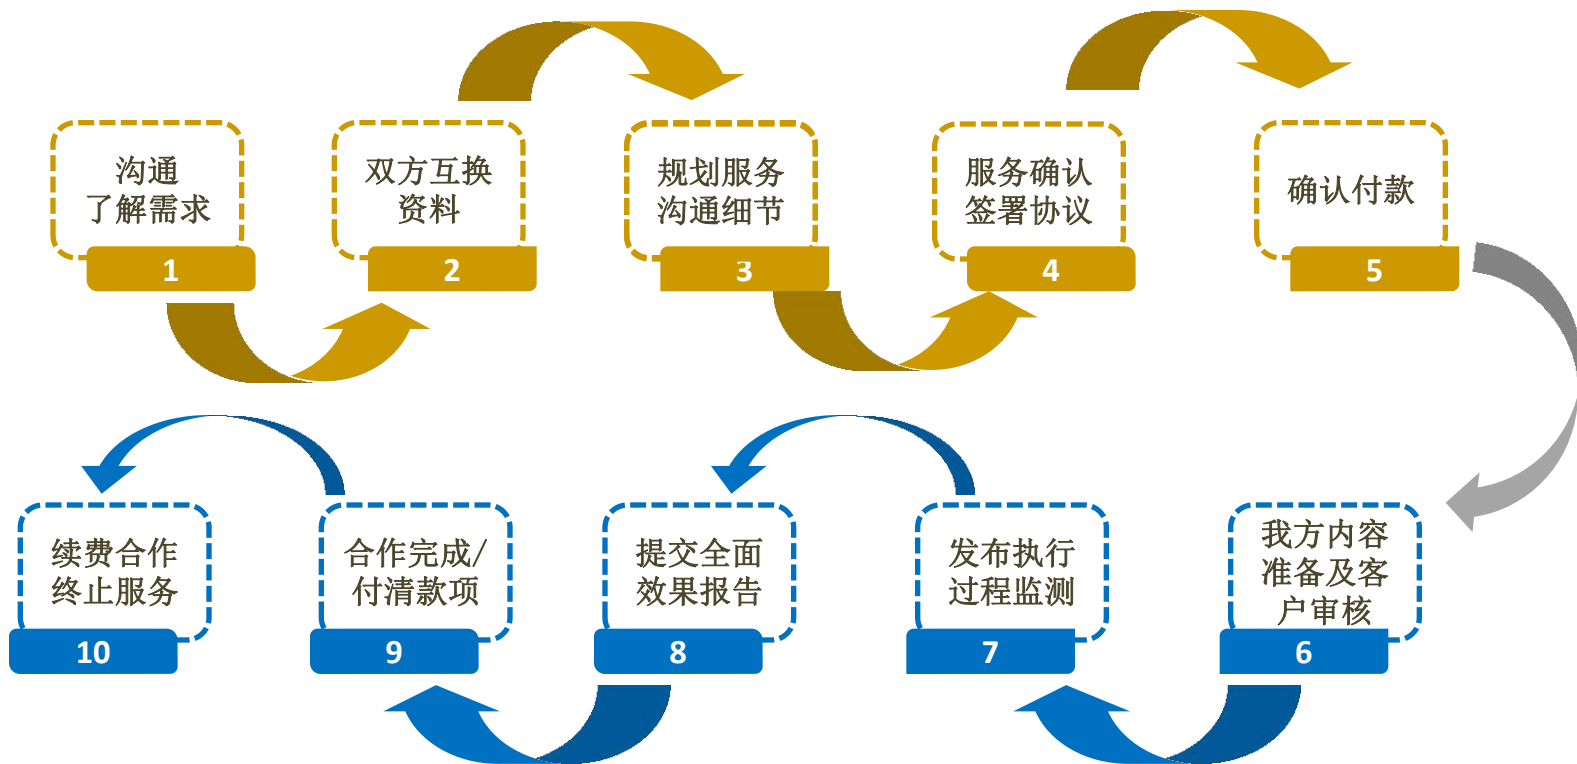 沟通
了解需求
1
双方互换
资料
2
规划服务
沟通细节
3
服务确认
签署协议
4
确认付款
5
我方内容
准备及客
户审核
6
发布执行
过程监测
7
提交全面
效果报告
8
合作完成/
付清款项
9
续费合作
终止服务
10